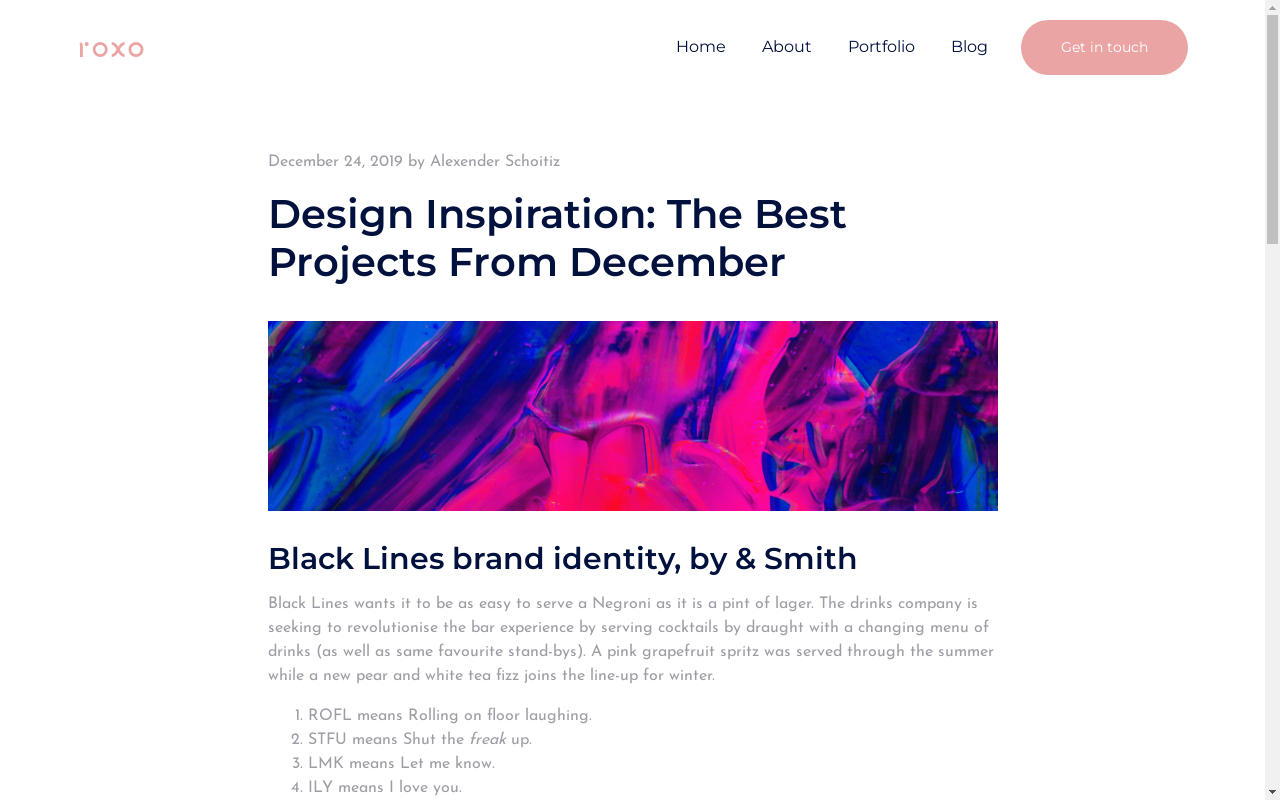 roxo
Home
About
Portfolio
Blog
Get in touch
December 24, 2019 by Alexender Schoitiz
Design Inspiration: The Best
Projects From December
Black Lines brand identity, by & Smith
Black Lines wants it to be as easy to serve a Negroni as it is a pint of lager. The drinks company is
seeking to revolutionise the bar experience by serving cocktails by draught with a changing menu of
drinks (as well as same favourite stand-bys). A pink grapefruit spritz was served through the summer
while a new pear and white tea fizz joins the line-up for winter.
1. ROFL means Rolling on floor laughing.
2. STFU means Shut the freak up.
3. LMK means Let me know.
4. ILY means I love you.